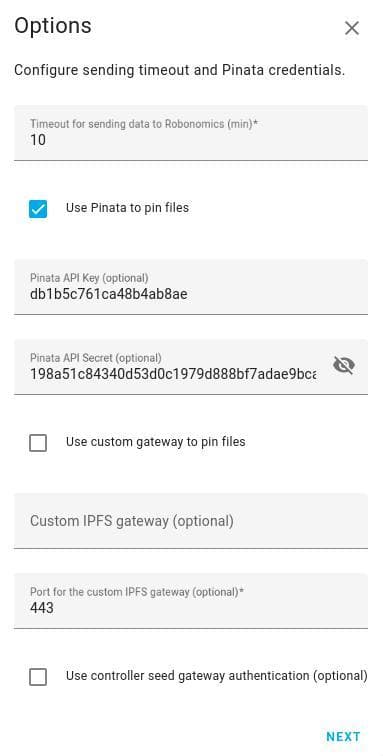 Options
Configure sending timeout and Pinata credentials.
Timeout for sending data to Robonomics (min)*
10
Use Pinata to pin files
Pinata API Key (optional)
db1b5c761ca48b4ab8ae
Pinata API Secret (optional)
198a51c84340d53d0c1979d888bf7adae9bca
Use custom gateway to pin files
Custom IPFS gateway (optional)
Port for the custom IPFS gateway (optional)*
443
Use controller seed gateway authentication (optional)
NEXT